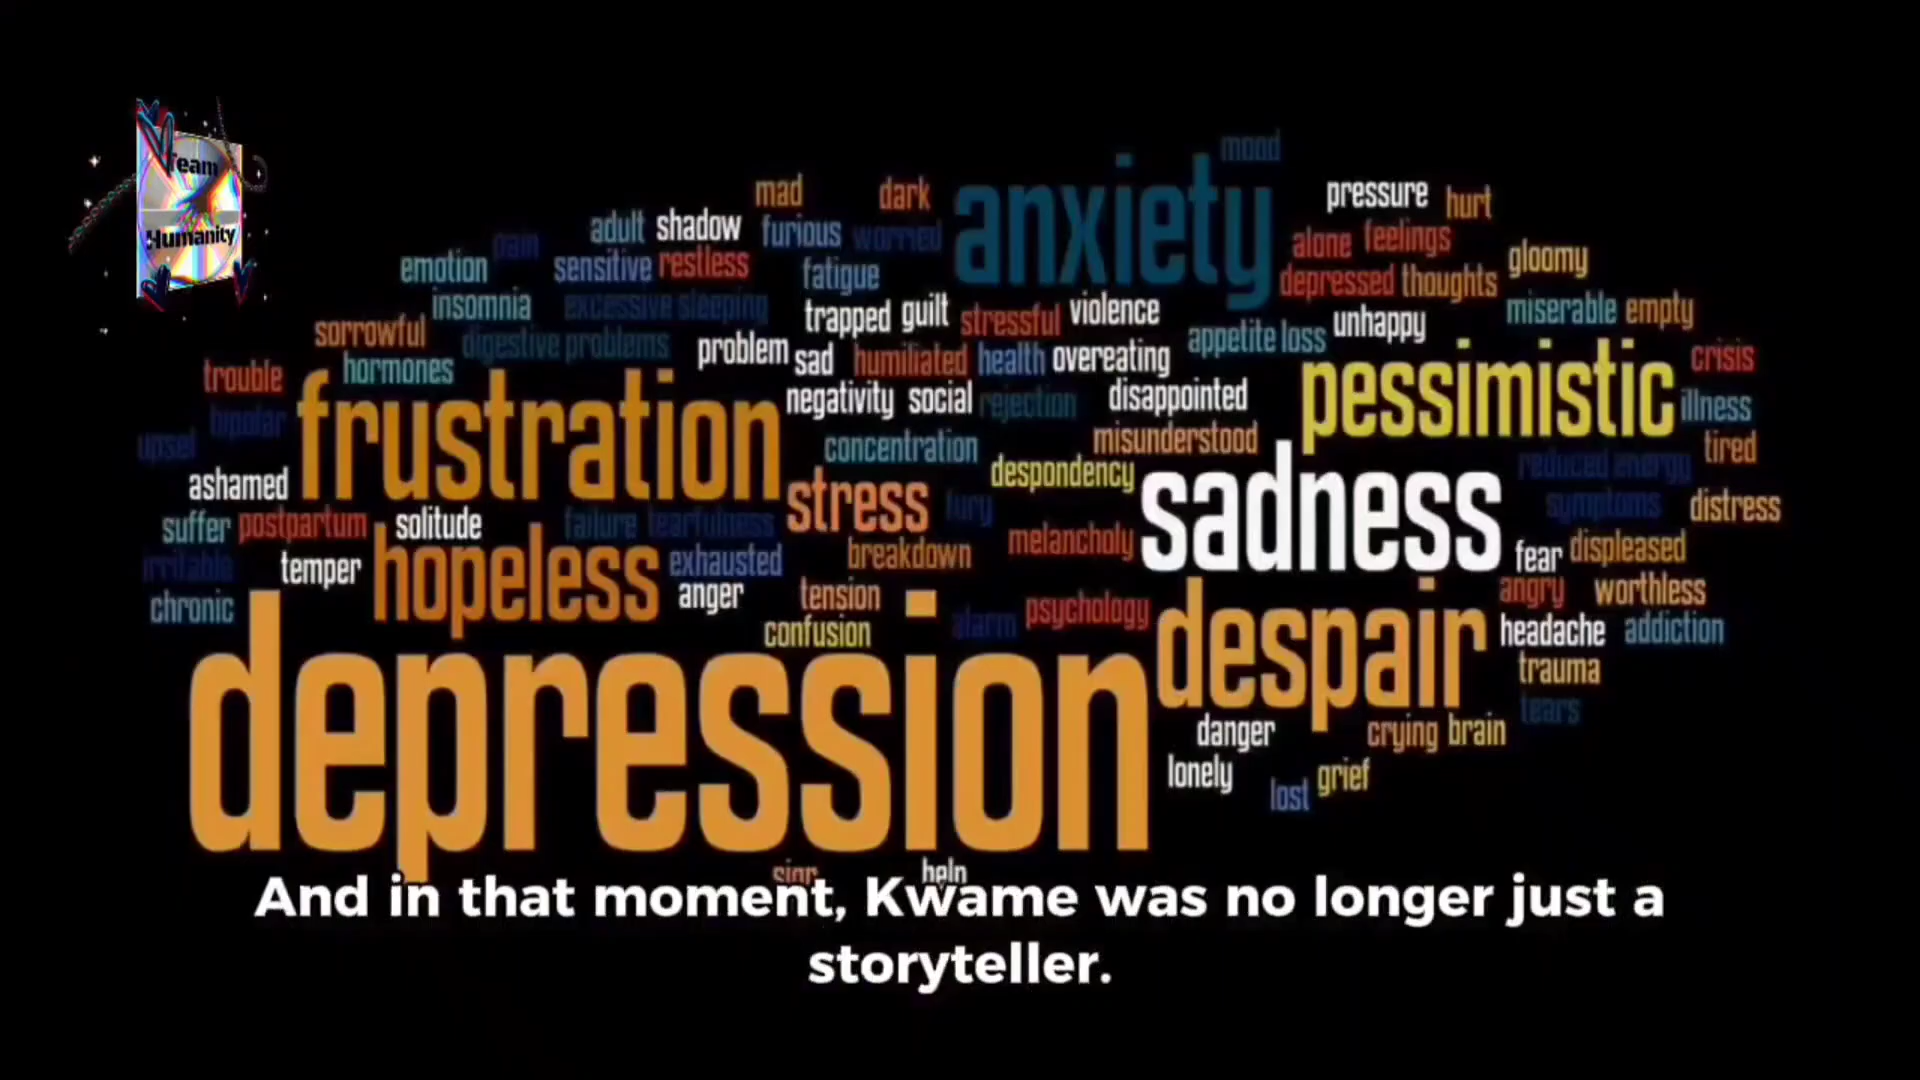 Team
Humanity
mood
anxiety
mad
dark
pressure
hurt
adult
shadow
furious
worried
alone
feelings
pain
gloomy
emotion
sensitive
restless
fatigue
depressed
thoughts
insomnia
excessive sleeping
trapped
guilt
stressful
violence
miserable
empty
sorrowful
digestive problems
problem
sad
humiliated
health
overeating
appetite loss
unhappy
crisis
trouble
hormones
frustration
negativity
social
rejection
disappointed
pessimistic
illness
bipolar
upset
concentration
misunderstood
tired
ashamed
stress
despondency
sadness
reduced energy
fury
symptoms
distress
suffer
postpartum
solitude
failure
tearfulness
melancholy
irritable
temper
hopeless
exhausted
breakdown
fear
displeased
chronic
anger
tension
alarm
psychology
despair
angry
worthless
confusion
headache
addiction
depression
trauma
tears
danger
crying
brain
lonely
lost
grief
sign
help
And in that moment, Kwame was no longer just a
storyteller.